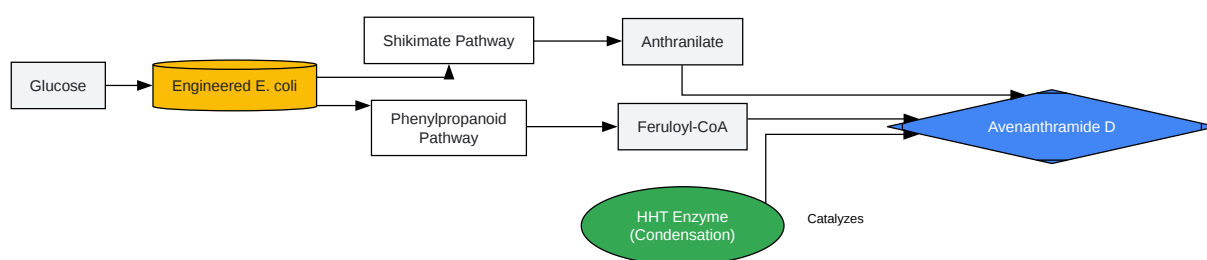 Shikimate Pathway
Anthranilate
Glucose
Engineered E. coli
Phenylpropanoid
Pathway
Feruloyl-CoA
Avenanthramide D
HHT Enzyme
(Condensation)
Catalyzes